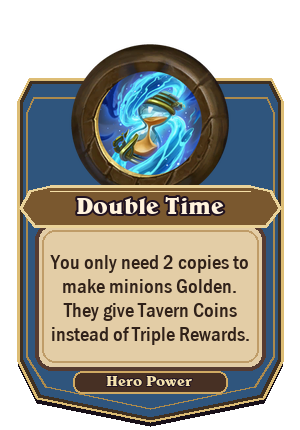 Double Time
You only need 2 copies to
make minions Golden.
They give Tavern Coins
instead of Triple Rewards.
Hero Power